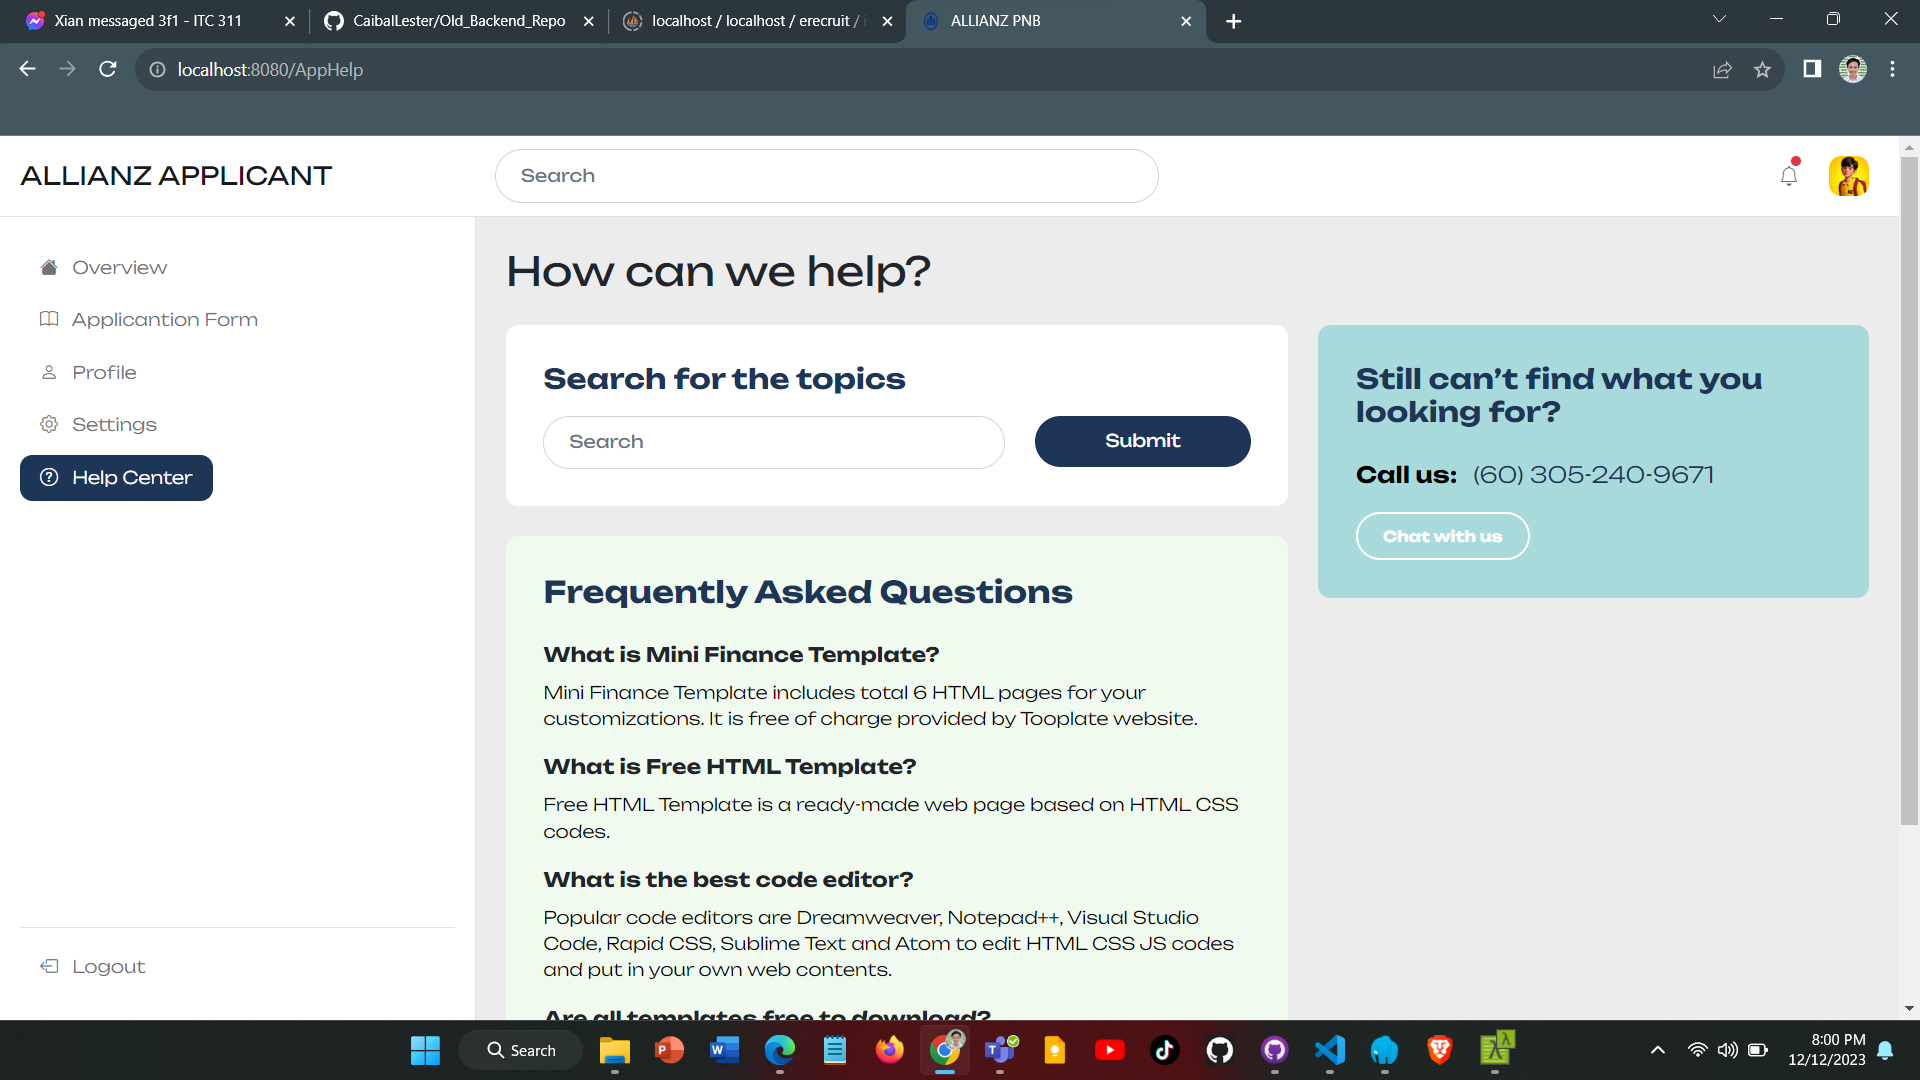 Xian messaged 3f1 - ITC 311
CaibalLester/Old_Backend_Repo
localhost / localhost / erecruit /
ALLIANZ PNB
localhost:8080/AppHelp
ALLIANZ APPLICANT
Search
Overview
Applicantion Form
Profile
Settings
Help Center
Logout
How can we help?
Search for the topics
Search
Submit
Still can’t find what you
looking for?
Call us: (60) 305-240-9671
Chat with us
Frequently Asked Questions
What is Mini Finance Template?
Mini Finance Template includes total 6 HTML pages for your
customizations. It is free of charge provided by Tooplate website.
What is Free HTML Template?
Free HTML Template is a ready-made web page based on HTML CSS
codes.
What is the best code editor?
Popular code editors are Dreamweaver, Notepad++, Visual Studio
Code, Rapid CSS, Sublime Text and Atom to edit HTML CSS JS codes
and put in your own web contents.
Are all templates free to download?
Search
8:00 PM
12/12/2023